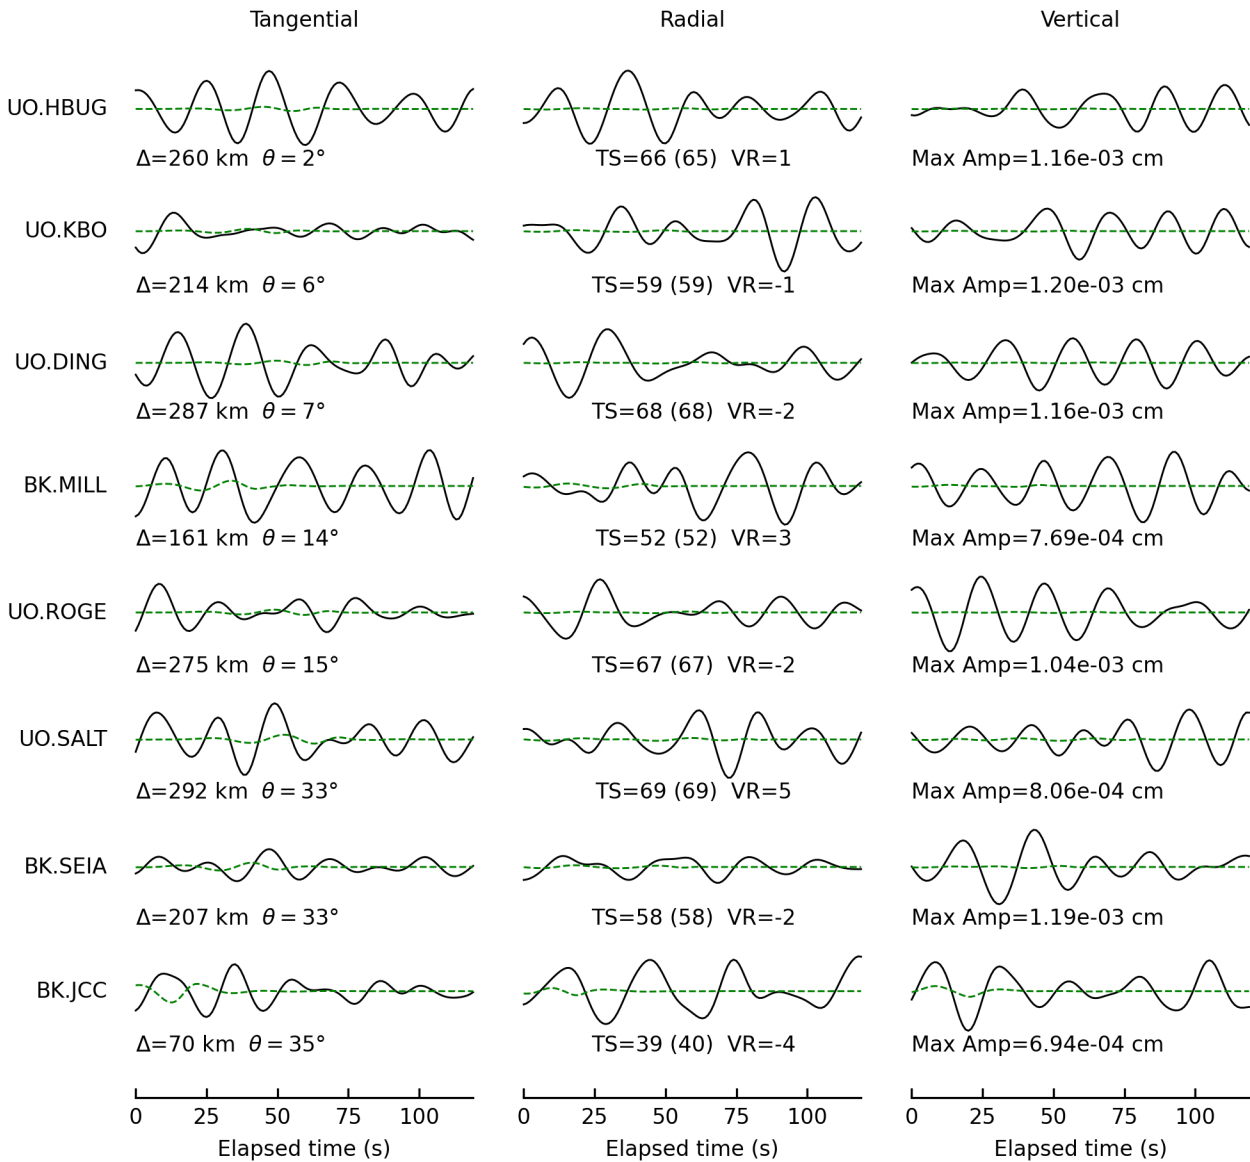 Tangential Radial Vertical
UO.HBUG
Δ=260 km θ = 2° TS=66 (65) VR=1 Max Amp=1.16e-03 cm
UO.KBO
Δ=214 km θ = 6° TS=59 (59) VR=-1 Max Amp=1.20e-03 cm
UO.DING
Δ=287 km θ = 7° TS=68 (68) VR=-2 Max Amp=1.16e-03 cm
BK.MILL
Δ=161 km θ = 14° TS=52 (52) VR=3 Max Amp=7.69e-04 cm
UO.ROGE
Δ=275 km θ = 15° TS=67 (67) VR=-2 Max Amp=1.04e-03 cm
UO.SALT
Δ=292 km θ = 33° TS=69 (69) VR=5 Max Amp=8.06e-04 cm
BK.SEIA
Δ=207 km θ = 33° TS=58 (58) VR=-2 Max Amp=1.19e-03 cm
BK.JCC
Δ=70 km θ = 35° TS=39 (40) VR=-4 Max Amp=6.94e-04 cm
0 25 50 75 100 0 25 50 75 100 0 25 50 75 100
Elapsed time (s) Elapsed time (s) Elapsed time (s)